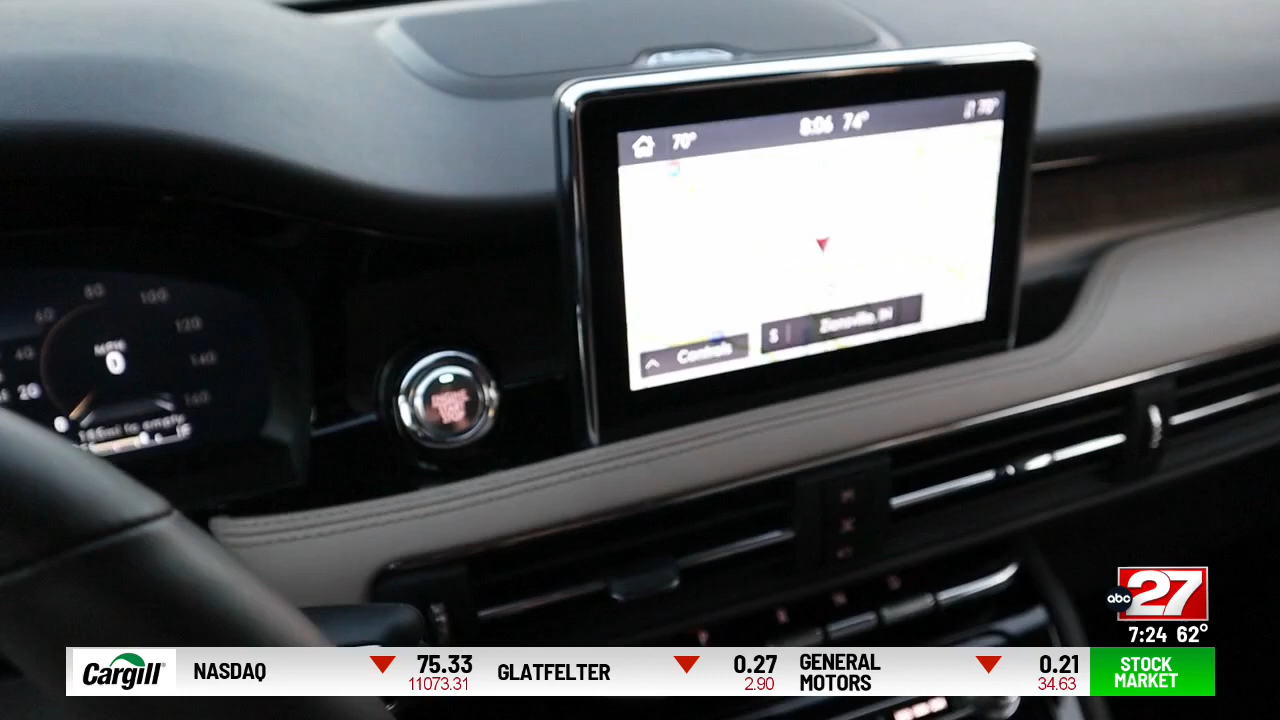 70° 8:06 74° 70°
80
60 100
40 120
MPH
0
140
20
160
0
Controls
S
Zionsville, IN
abc 27
7:24 62°
Cargill
NASDAQ 75.33
11073.31
GLATFELTER 0.27
2.90
GENERAL
MOTORS 0.21
34.63
STOCK
MARKET